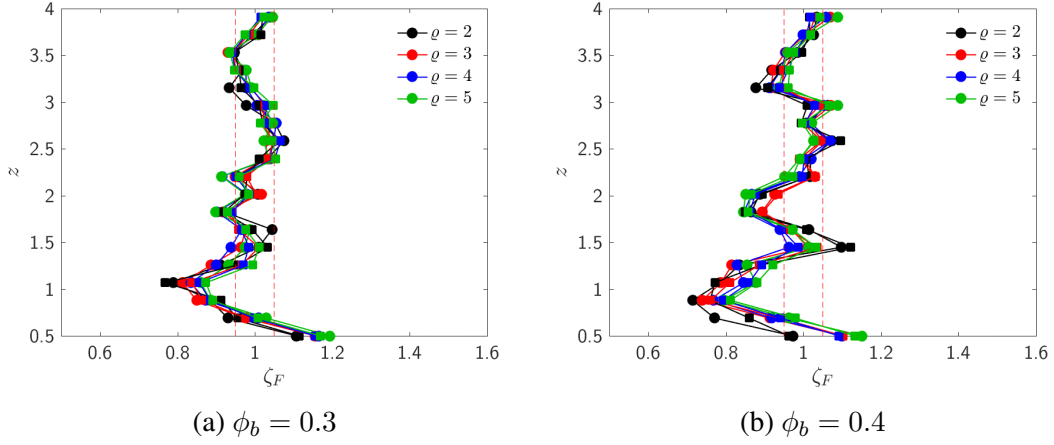 4
3.5
3
2.5
2
1.5
1
0.5
z
0.6 0.8 1 1.2 1.4 1.6
ζ_F
ϱ = 2
ϱ = 3
ϱ = 4
ϱ = 5
(a) ϕ_b = 0.3
4
3.5
3
2.5
2
1.5
1
0.5
z
0.6 0.8 1 1.2 1.4 1.6
ζ_F
ϱ = 2
ϱ = 3
ϱ = 4
ϱ = 5
(b) ϕ_b = 0.4